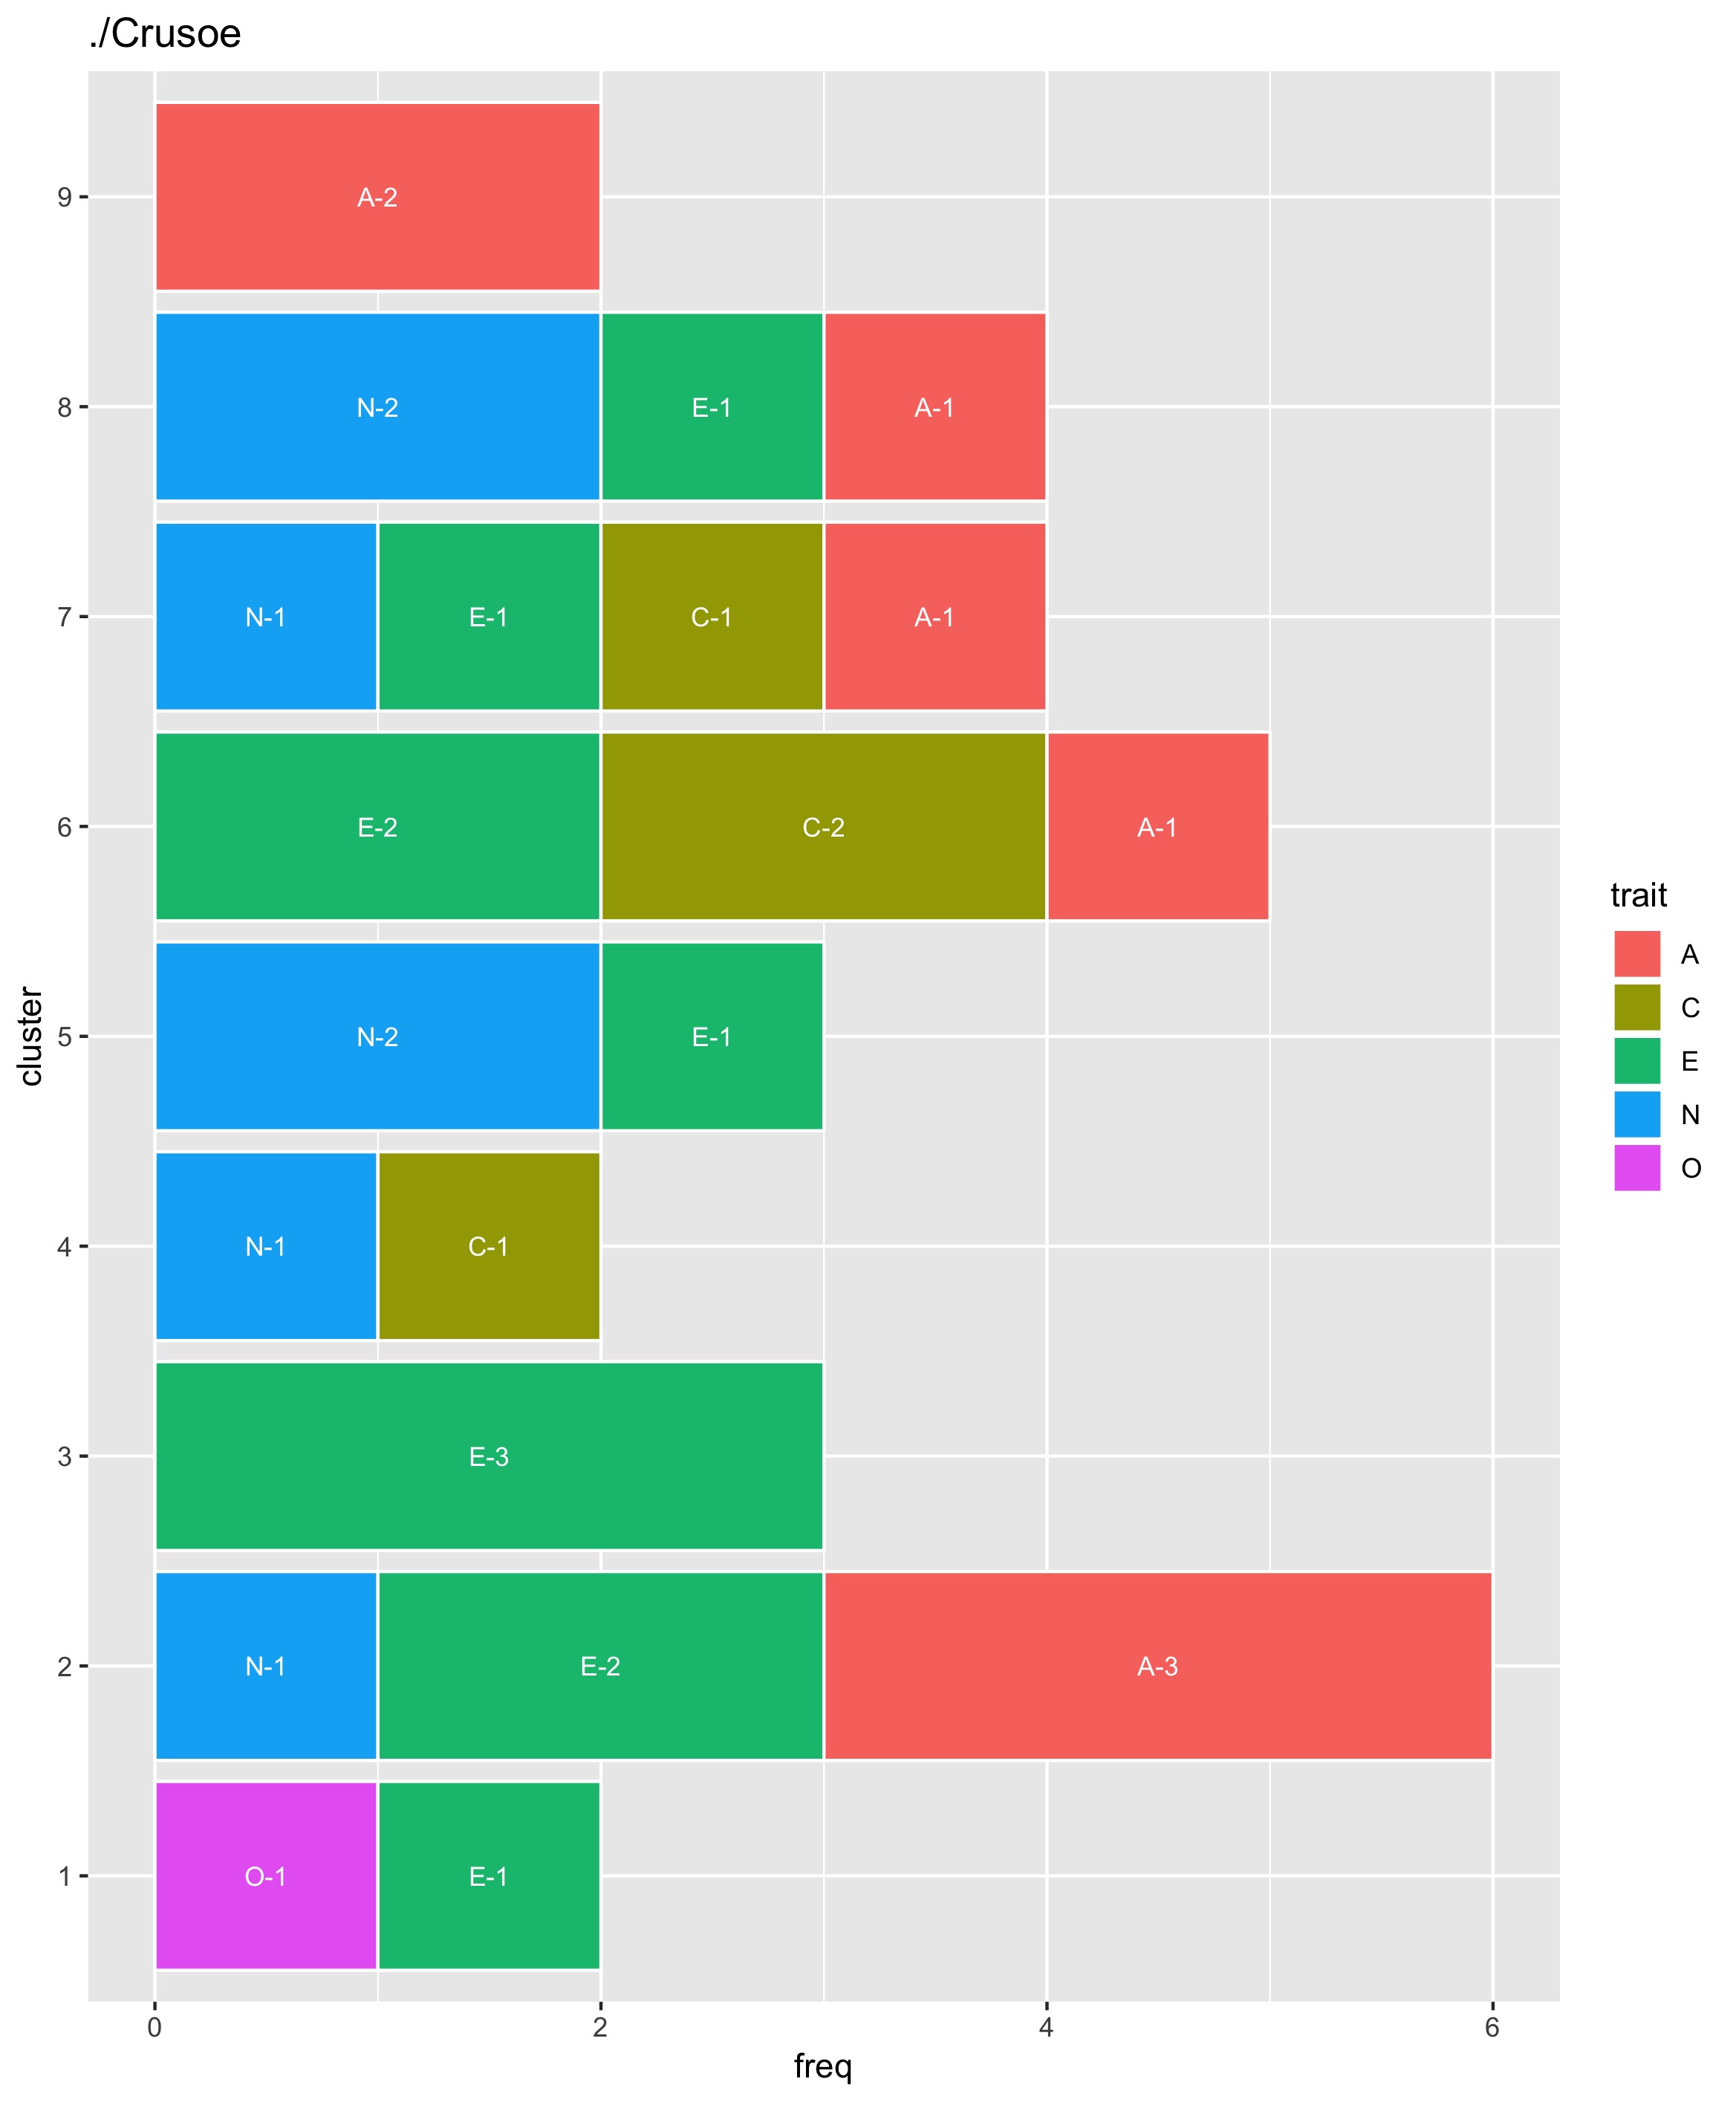 ./Crusoe
9
A-2
8
N-2 E-1 A-1
7
N-1 E-1 C-1 A-1
6
E-2 C-2 A-1
5
N-2 E-1
4
N-1 C-1
3
E-3
2
N-1 E-2 A-3
1
O-1 E-1
0 2 4 6
freq
cluster
trait
A
C
E
N
O